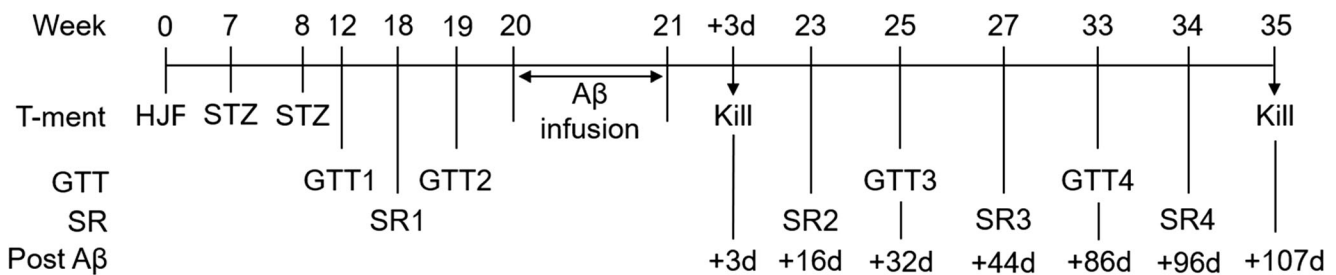 Week 0 7 8 12 18 19 20 21 +3d 23 25 27 33 34 35
Aβ
T-ment HJF STZ STZ infusion Kill Kill
GTT GTT1 GTT2 GTT3 GTT4
SR SR1 SR2 SR3 SR4
Post Aβ +3d +16d +32d +44d +86d +96d +107d